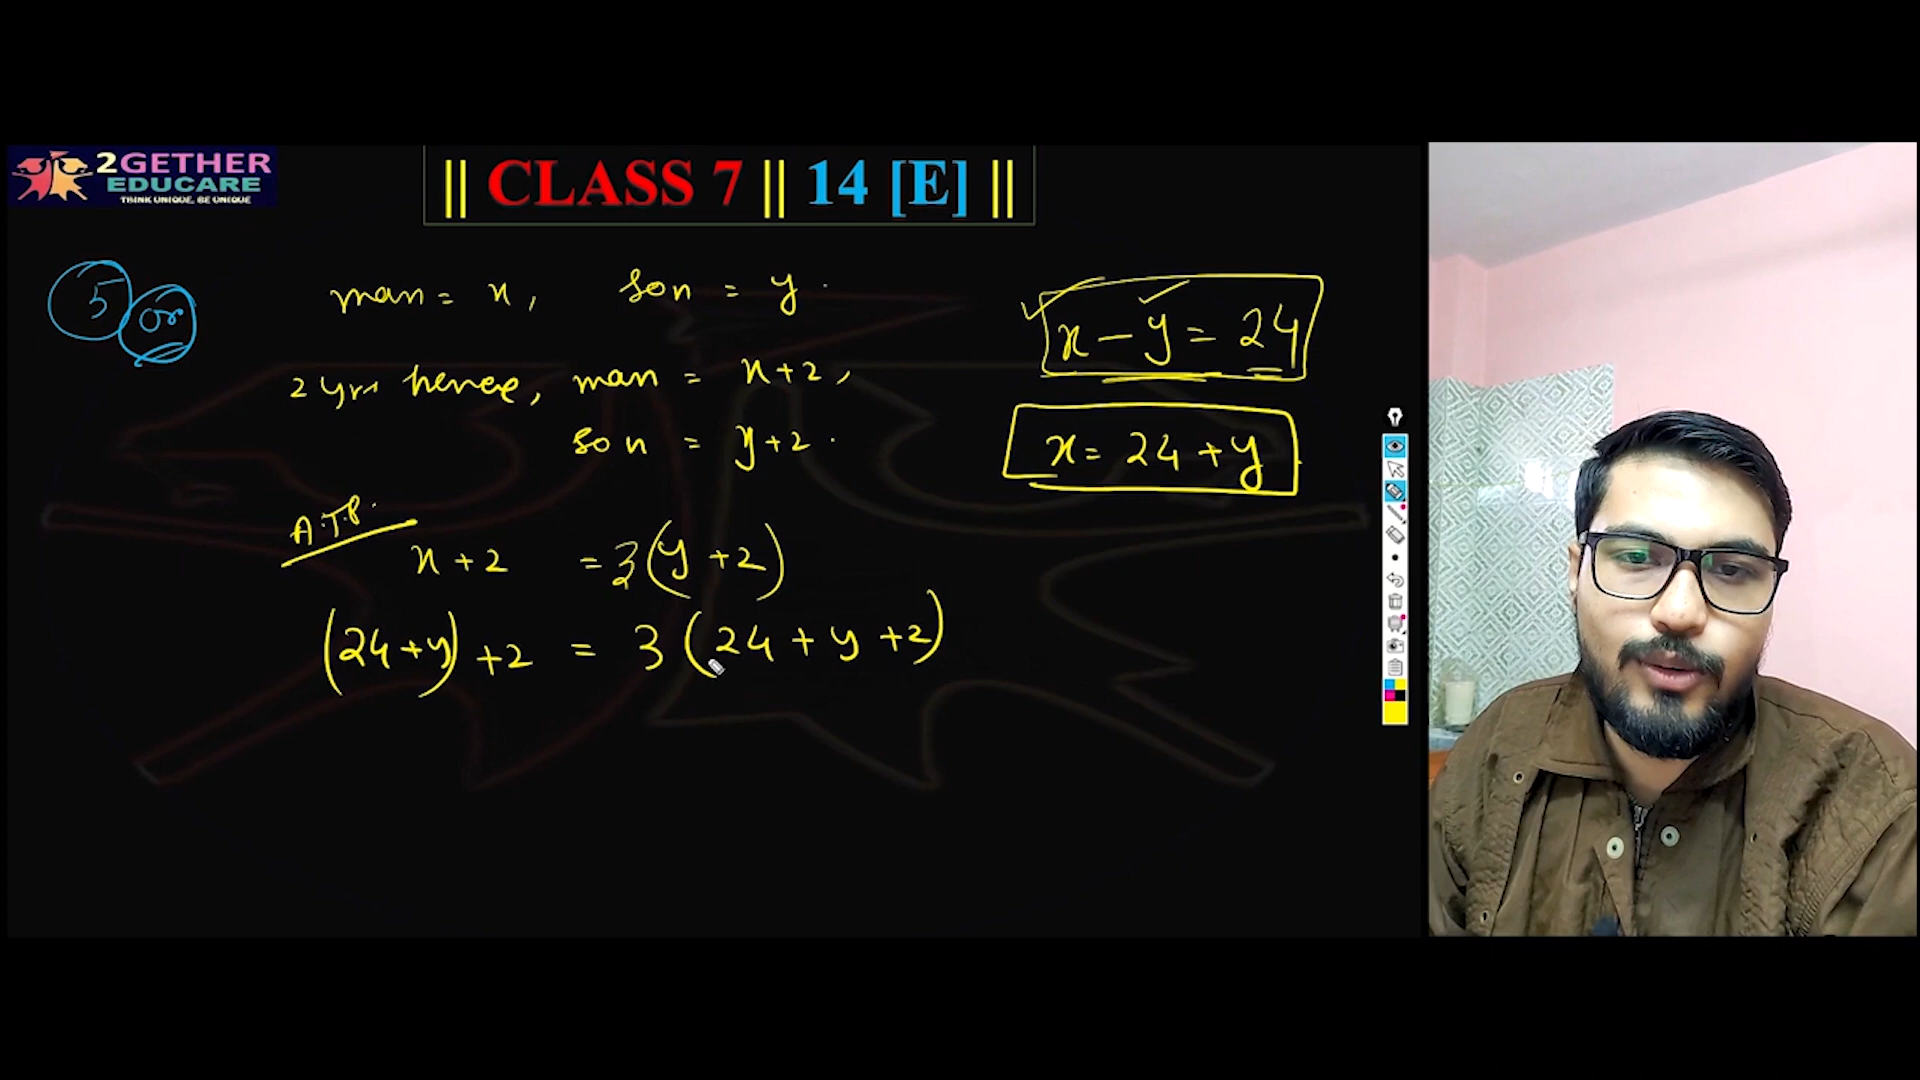 2GETHER
EDUCARE
THINK UNIQUE, BE UNIQUE
|| CLASS 7 || 14 [E] ||
5 or
man = x, son = y.
2 yrs hence, man = x+2,
son = y+2.
x - y = 24
x = 24 + y
A.T.P.
x + 2 = 3(y + 2)
(24 + y) + 2 = 3(24 + y + 2)